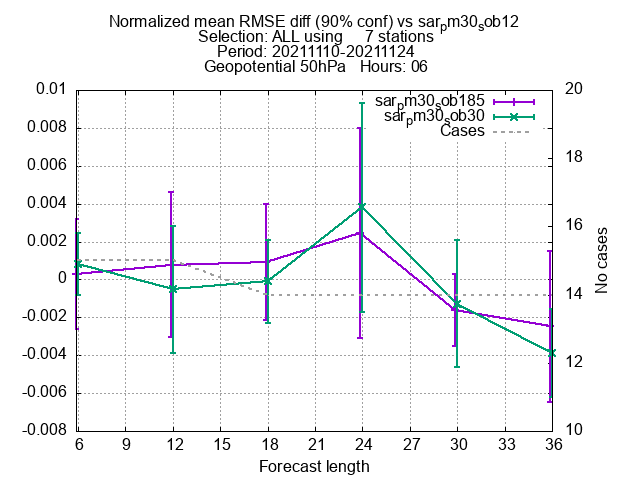 Normalized mean RMSE diff (90% conf) vs sarpm30sob12
Selection: ALL using     7 stations
Period: 20211110-20211124
Geopotential 50hPa   Hours: 06
sarpm30sob185
sarpm30sob30
Cases
0.01
0.008
0.006
0.004
0.002
0
-0.002
-0.004
-0.006
-0.008
20
18
16
14
12
10
No cases
6 9 12 15 18 21 24 27 30 33 36
Forecast length